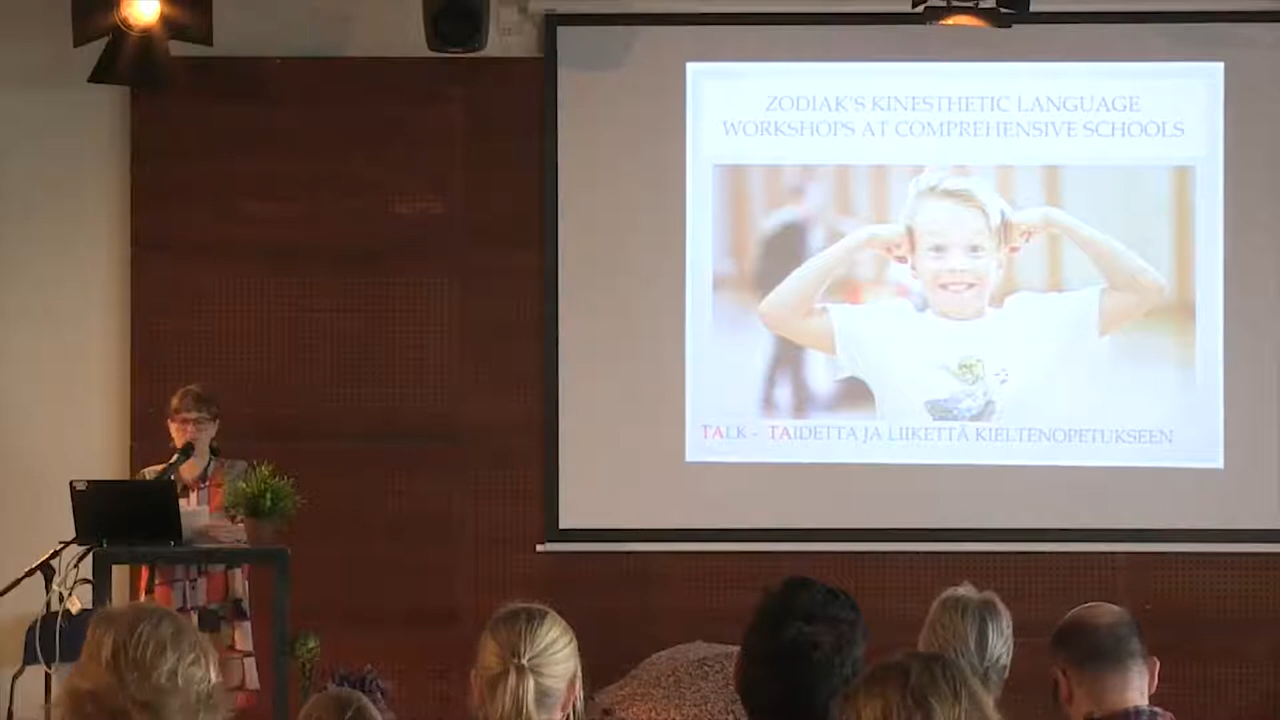 ZODIAK'S KINESTHETIC LANGUAGE
WORKSHOPS AT COMPREHENSIVE SCHOOLS
TALK – TAIDETTA JA LIIKETTÄ KIELTENOPETUKSEEN